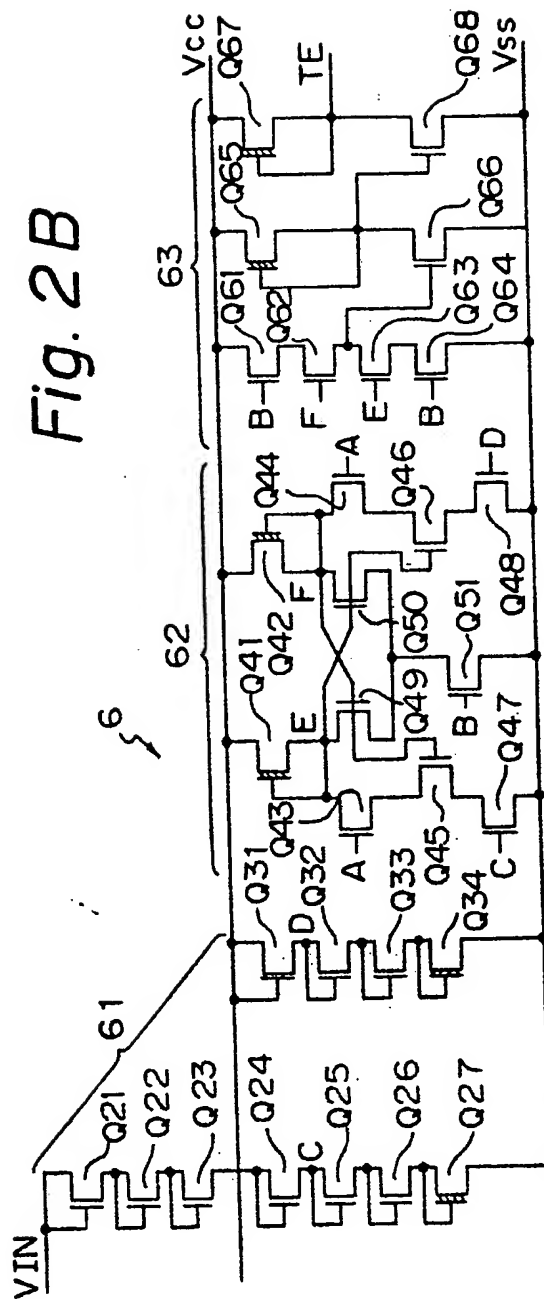 Fig. 2B
6
61
62
63
VIN
Vcc
TE
Vss
Q21
Q22
Q23
Q24
C
Q25
Q26
Q27
Q31
D
Q32
Q33
Q34
Q41
Q42
E
F
Q43
Q44
A
A
Q45
Q46
C
Q47
D
Q48
Q49
Q50
B
Q51
Q61
B
Q62
F
Q63
E
Q64
B
Q65
Q66
Q67
Q68